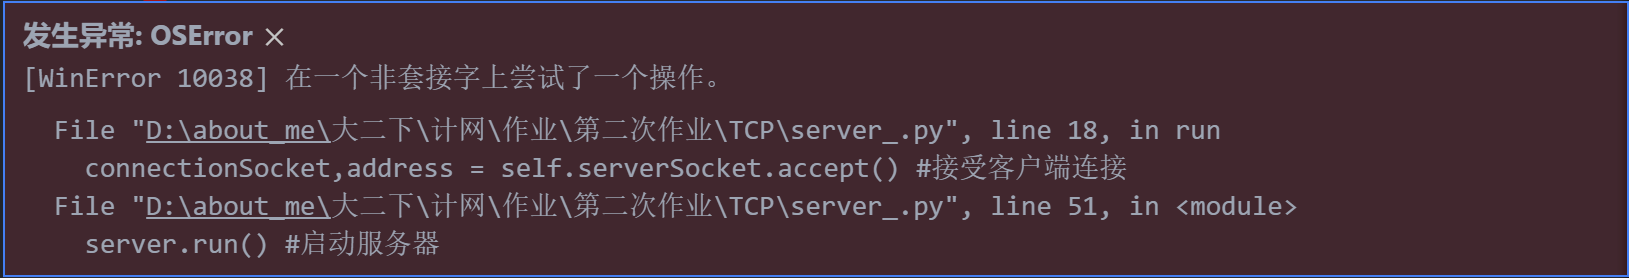 发生异常: OSError ×
[WinError 10038] 在一个非套接字上尝试了一个操作。
File "D:\about_me\大二下\计网\作业\第二次作业\TCP\server_.py", line 18, in run
connectionSocket,address = self.serverSocket.accept() #接受客户端连接
File "D:\about_me\大二下\计网\作业\第二次作业\TCP\server_.py", line 51, in <module>
server.run() #启动服务器